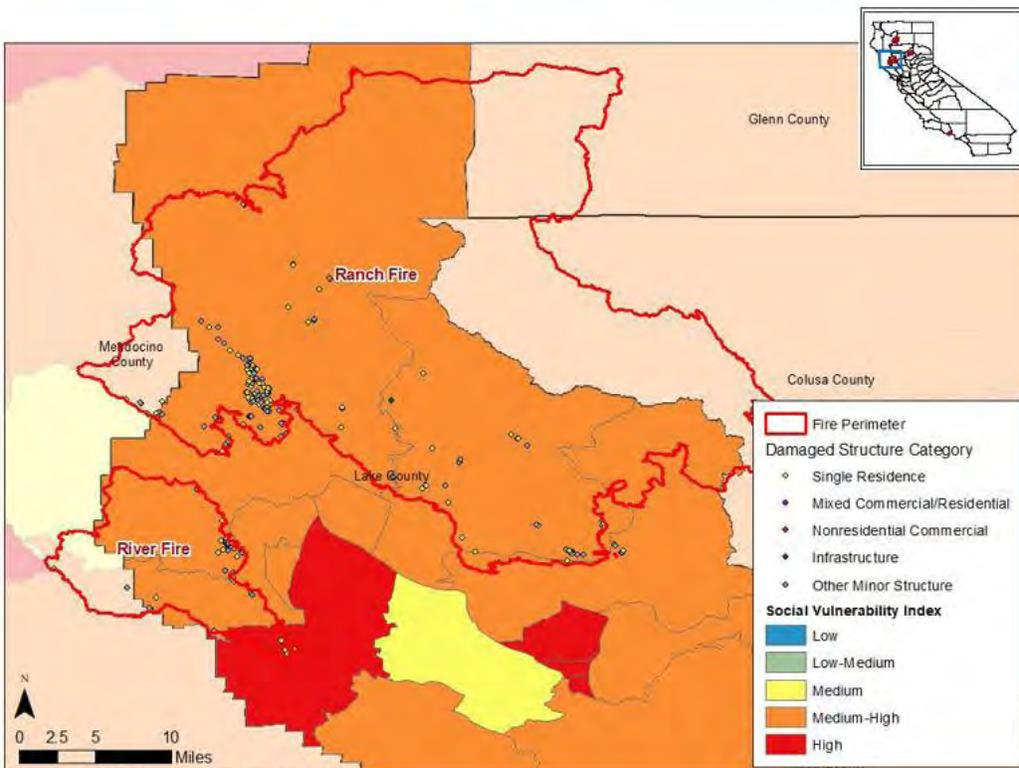 Glenn County
Ranch Fire
Mendocino
County
Colusa County
Lake County
River Fire
Fire Perimeter
Damaged Structure Category
Single Residence
Mixed Commercial/Residential
Nonresidential Commercial
Infrastructure
Other Minor Structure
Social Vulnerability Index
Low
Low-Medium
Medium
Medium-High
High
N
0 2.5 5 10
Miles